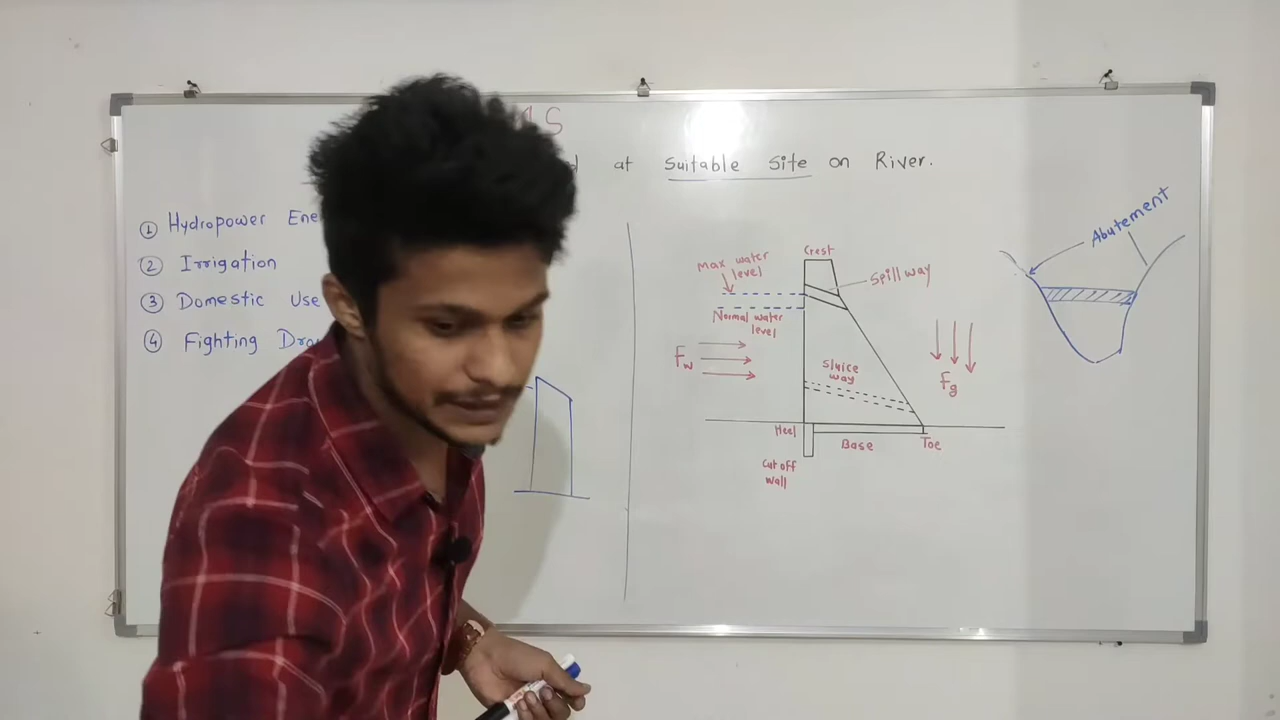 S
at Suitable Site on River.
① Hydropower
② Irrigation
③ Domestic Use
④ Fighting
Crest
Max water
level
Spill way
Normal water
level
Fw
Sluice
way
Fg
Heel
Base
Toe
Cut off
wall
Abutement